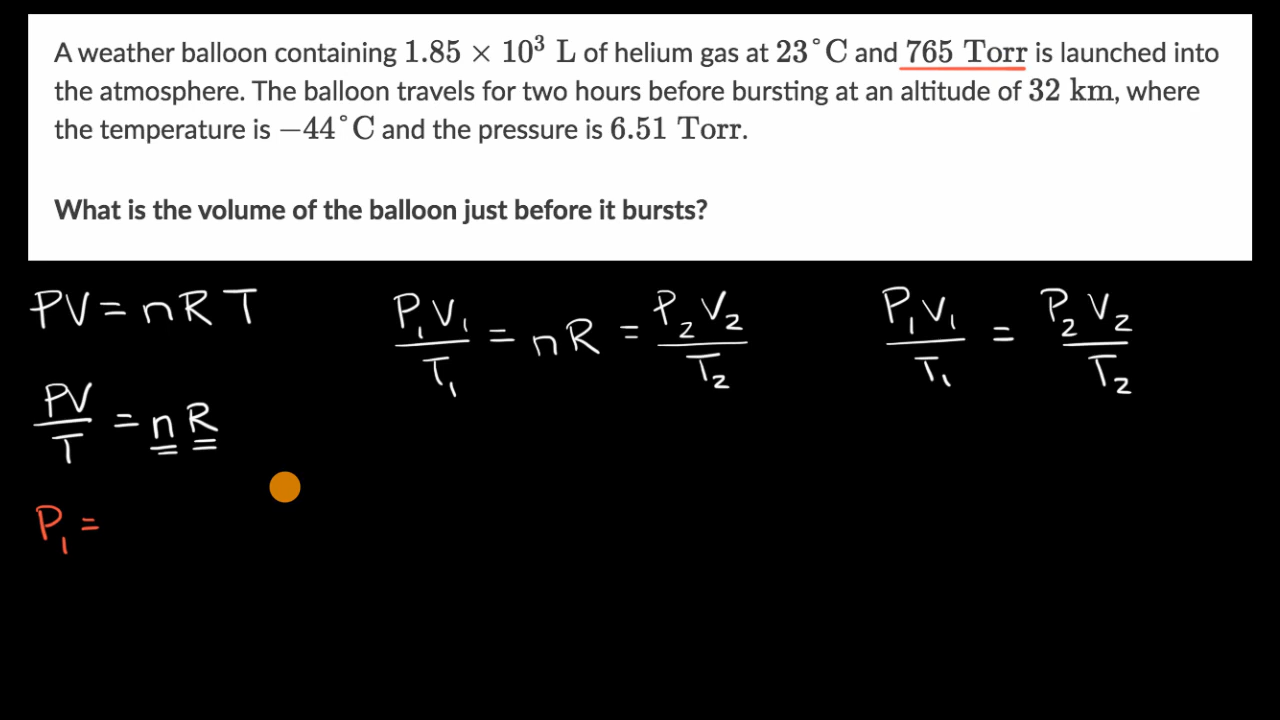 A weather balloon containing 1.85 × 10³ L of helium gas at 23°C and 765 Torr is launched into
the atmosphere. The balloon travels for two hours before bursting at an altitude of 32 km, where
the temperature is −44°C and the pressure is 6.51 Torr.
What is the volume of the balloon just before it bursts?
PV = nRT
P₁V₁/T₁ = nR = P₂V₂/T₂
P₁V₁/T₁ = P₂V₂/T₂
PV/T = nR
P₁ =